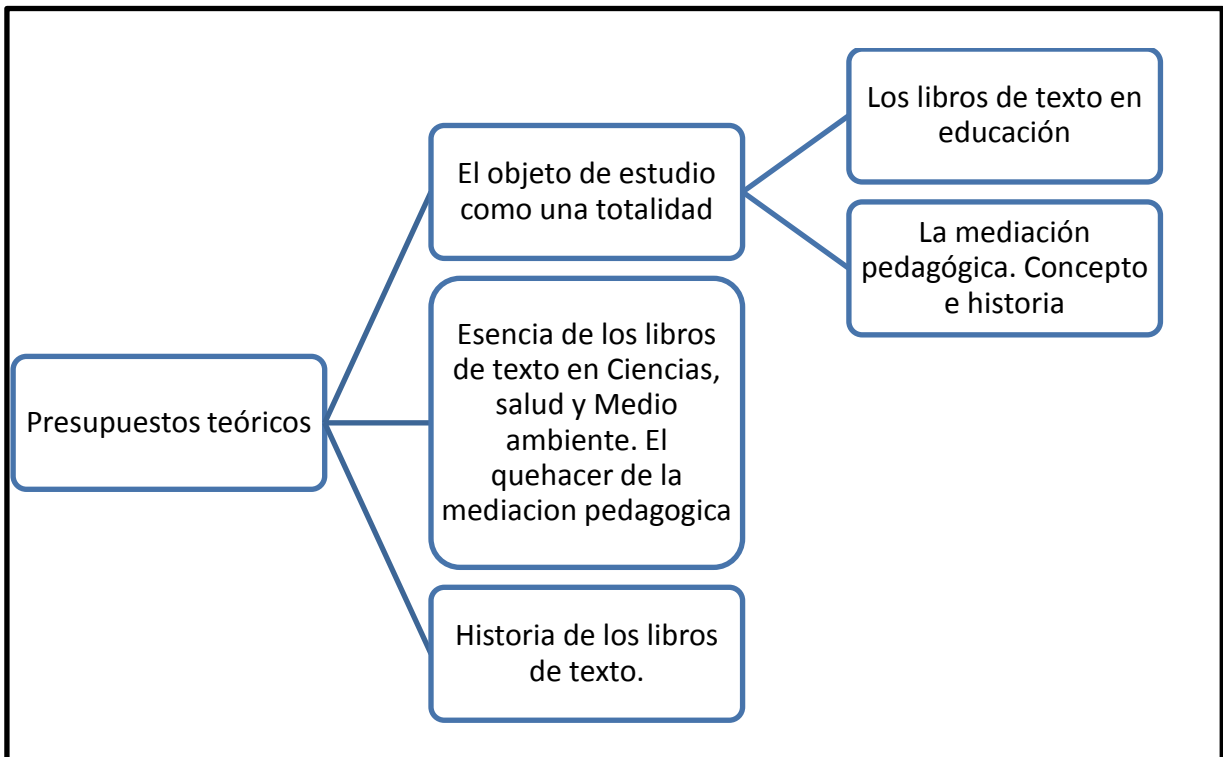 Presupuestos teóricos
El objeto de estudio
como una totalidad
Los libros de texto en
educación
La mediación
pedagógica. Concepto
e historia
Esencia de los libros
de texto en Ciencias,
salud y Medio
ambiente. El
quehacer de la
mediacion pedagogica
Historia de los libros
de texto.